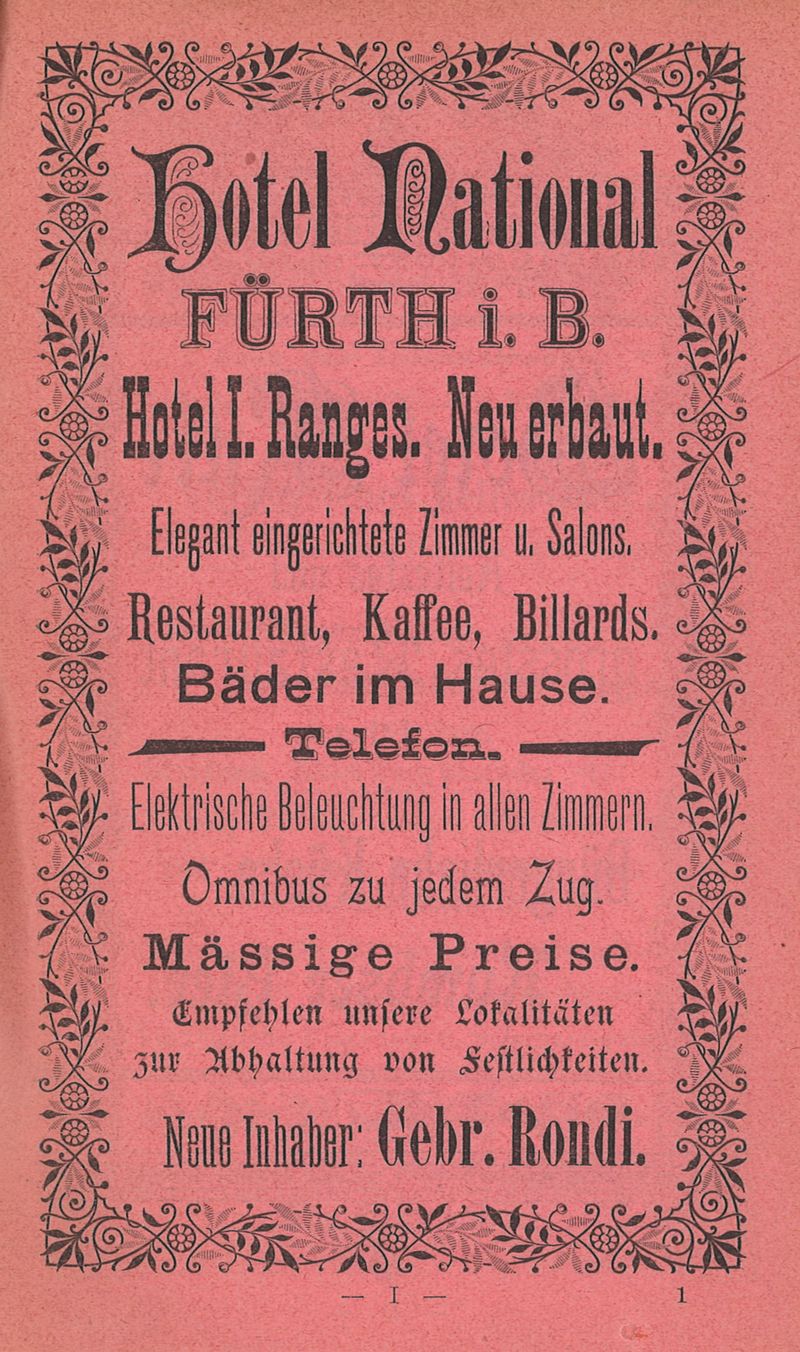 Hotel National
FÜRTH i. B.
Hotel I. Ranges. Neu erbaut.
Elegant eingerichtete Zimmer u. Salons.
Restaurant, Kaffee, Billards.
Bäder im Hause.
Telefon.
Elektrische Beleuchtung in allen Zimmern.
Omnibus zu jedem Zug.
Mässige Preise.
Empfehlen unsere Lokalitäten
zur Abhaltung von Festlichkeiten.
Neue Inhaber: Gebr. Rondi.
— I — 1